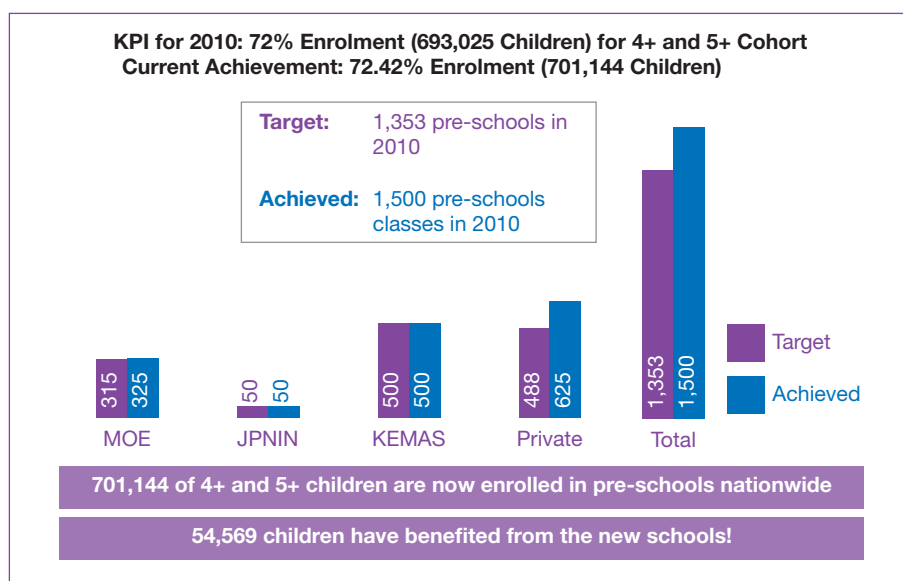 KPI for 2010: 72% Enrolment (693,025 Children) for 4+ and 5+ Cohort
Current Achievement: 72.42% Enrolment (701,144 Children)
Target: 1,353 pre-schools in
2010
Achieved: 1,500 pre-schools
classes in 2010
315 325 50 50 500 500 488 625 1,353 1,500
Target
Achieved
MOE JPNIN KEMAS Private Total
701,144 of 4+ and 5+ children are now enrolled in pre-schools nationwide
54,569 children have benefited from the new schools!